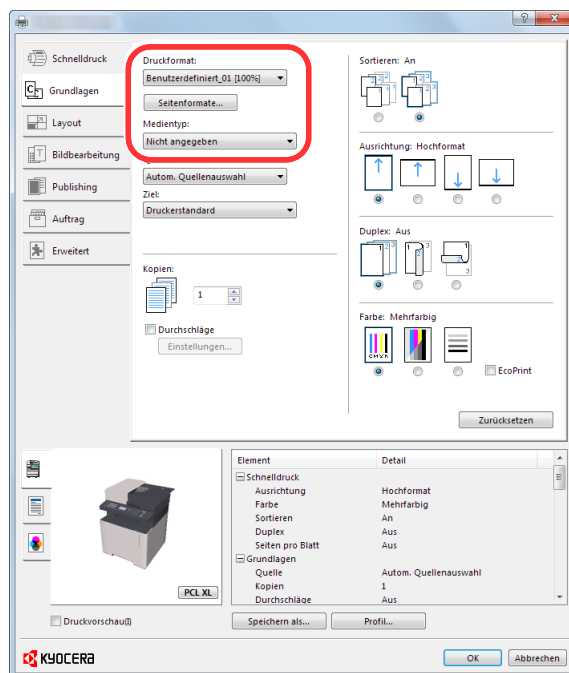 Schnelldruck
Grundlagen
Layout
Bildbearbeitung
Publishing
Auftrag
Erweitert
Druckformat:
Benutzerdefiniert_01 [100%]
Seitenformate...
Medientyp:
Nicht angegeben
Autom. Quellenauswahl
Ziel:
Druckerstandard
Kopien:
1
Durchschläge
Einstellungen...
Sortieren: An
Ausrichtung: Hochformat
Duplex: Aus
Farbe: Mehrfarbig
CMYK
EcoPrint
Zurücksetzen
PCL XL
Druckvorschau(I)
Element Detail
Schnelldruck
Ausrichtung Hochformat
Farbe Mehrfarbig
Sortieren An
Duplex Aus
Seiten pro Blatt Aus
Grundlagen
Quelle Autom. Quellenauswahl
Kopien 1
Durchschläge Aus
Speichern als... Profil...
KYOCERA
OK Abbrechen